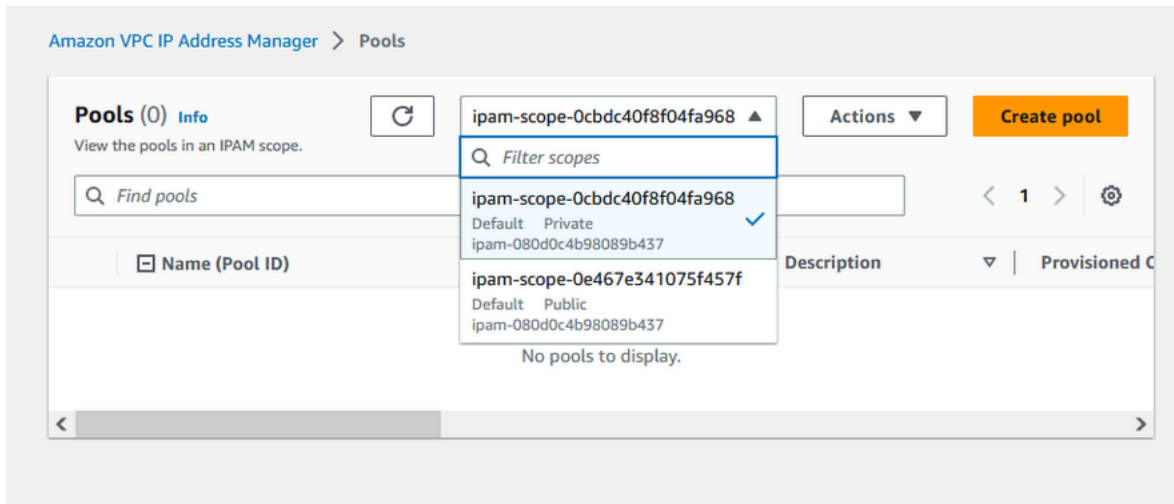 Amazon VPC IP Address Manager > Pools
Pools (0) Info
View the pools in an IPAM scope.
ipam-scope-0cbdc40f8f04fa968
Actions
Create pool
Filter scopes
Find pools
1
ipam-scope-0cbdc40f8f04fa968
Default Private
ipam-080d0c4b98089b437
ipam-scope-0e467e341075f457f
Default Public
ipam-080d0c4b98089b437
Name (Pool ID)
Description
Provisioned C
No pools to display.